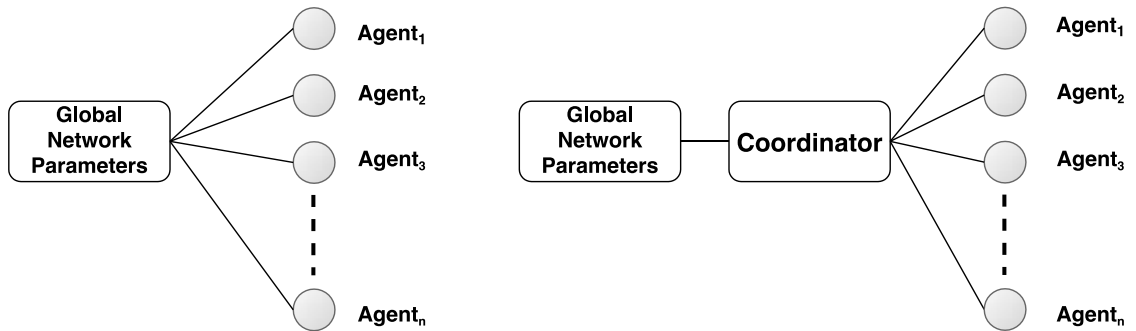 Global
Network
Parameters
Agent₁
Agent₂
Agent₃
Agentₙ
Global
Network
Parameters
Coordinator
Agent₁
Agent₂
Agent₃
Agentₙ